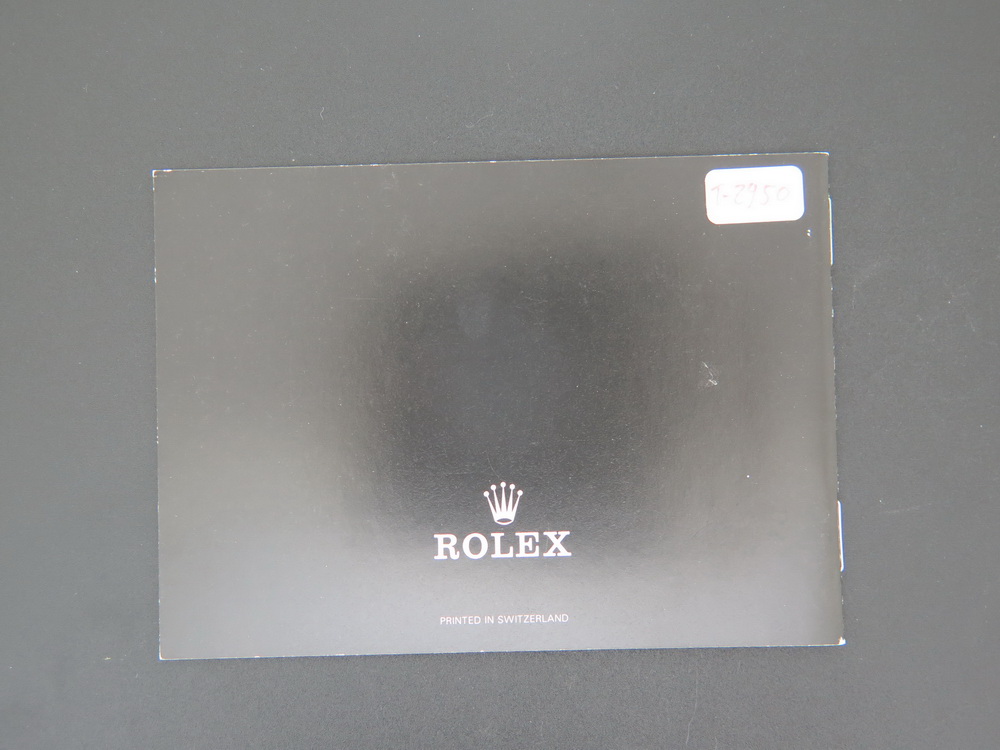 T-2950
ROLEX
PRINTED IN SWITZERLAND